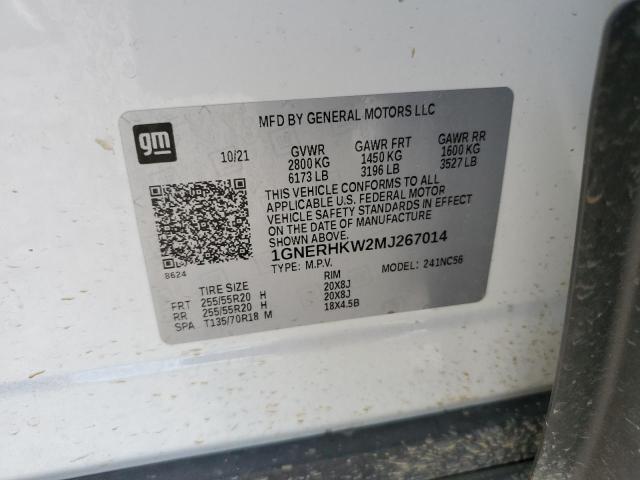 MFD BY GENERAL MOTORS LLC
gm
10/21 GVWR GAWR FRT GAWR RR
2800 KG 1450 KG 1600 KG
6173 LB 3196 LB 3527 LB
THIS VEHICLE CONFORMS TO ALL
APPLICABLE U.S. FEDERAL MOTOR
VEHICLE SAFETY STANDARDS IN EFFECT
ON THE DATE OF MANUFACTURE
1GNERHKW2MJ267014
8624 TYPE: M.P.V. MODEL: 241NC56
TIRE SIZE RIM
FRT 255/55R20 H 20X8J
RR 255/55R20 H 20X8J
SPA T135/70R18 M 18X4.5B